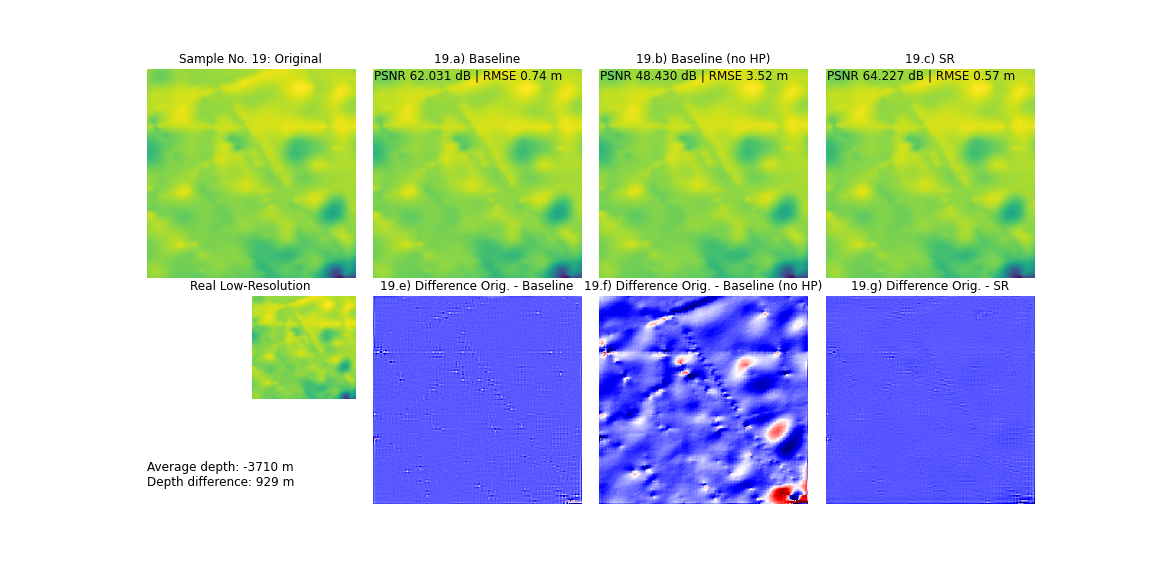 Sample No. 19: Original
19.a) Baseline
19.b) Baseline (no HP)
19.c) SR
PSNR 62.031 dB | RMSE 0.74 m
PSNR 48.430 dB | RMSE 3.52 m
PSNR 64.227 dB | RMSE 0.57 m
Real Low-Resolution
19.e) Difference Orig. - Baseline
19.f) Difference Orig. - Baseline (no HP)
19.g) Difference Orig. - SR
Average depth: -3710 m
Depth difference: 929 m